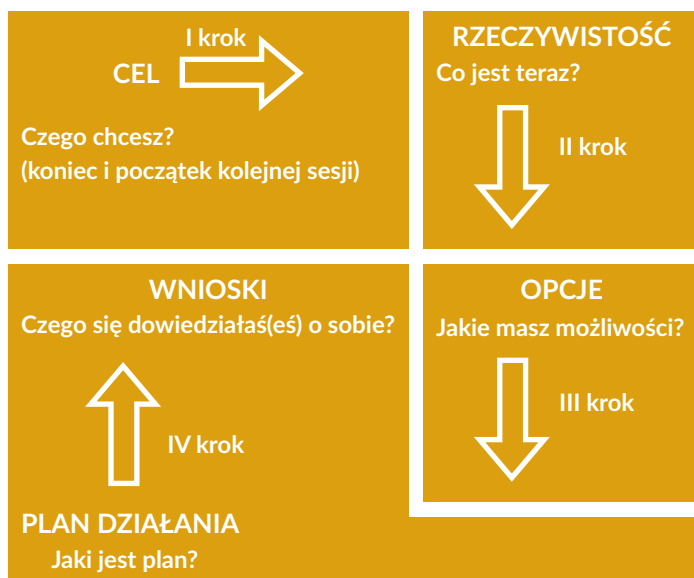 I krok
CEL
Czego chcesz?
(koniec i początek kolejnej sesji)
RZECZYWISTOŚĆ
Co jest teraz?
II krok
WNIOSKI
Czego się dowiedziałaś(eś) o sobie?
IV krok
PLAN DZIAŁANIA
Jaki jest plan?
OPCJE
Jakie masz możliwości?
III krok